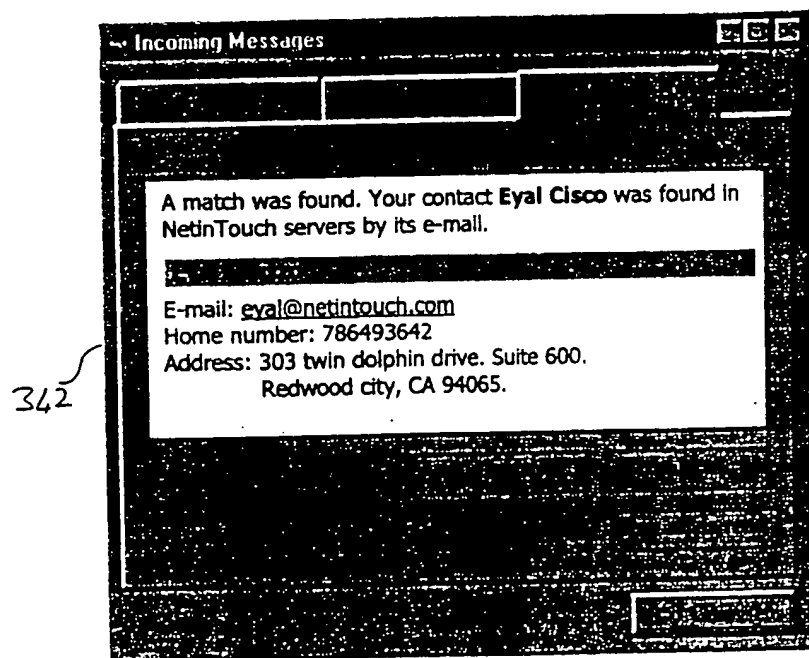 Incoming Messages
A match was found. Your contact Eyal Cisco was found in
NetinTouch servers by its e-mail.
E-mail: eyal@netintouch.com
Home number: 786493642
Address: 303 twin dolphin drive. Suite 600.
Redwood city, CA 94065.
342